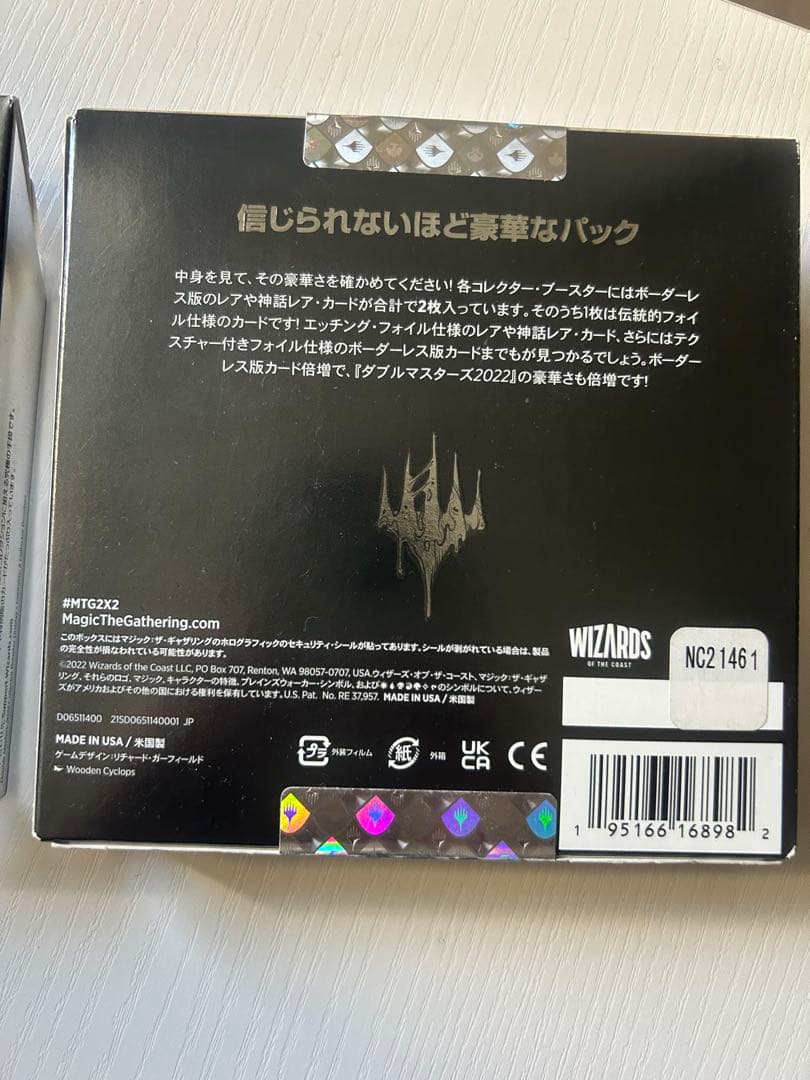 信じられないほど豪華なパック
中身を見て、その豪華さを確かめてください! 各コレクター・ブースターにはボーダーレ
ス版のレアや神話レア・カードが合計で2枚入っています。そのうち1枚は伝統的フォイ
ル仕様のカードです! エッチング・フォイル仕様のレアや神話レア・カード、さらにはテク
スチャー付きフォイル仕様のボーダーレス版カードまでもが見つかるでしょう。ボーダー
レス版カード倍増で、『ダブルマスターズ2022』の豪華さも倍増です!
#MTG2X2
MagicTheGathering.com
このボックスにはマジック:ザ・ギャザリングのホログラフィックのセキュリティ・シールが貼ってあります。シールが剥がれている場合は、製品
の完全性が損なわれている可能性があります。
©2022 Wizards of the Coast LLC, PO Box 707, Renton, WA 98057-0707, USA.ウィザーズ・オブ・ザ・コースト、マジック:ザ・ギャザ
リング、それらのロゴ、マジック、キャラクターの特徴、プレインズウォーカー・シンボル、および のシンボルについて、ウィザー
ズがアメリカおよびその他の国における権利を保有しています。U.S. Pat. No. RE 37,957. MADE IN USA / 米国製
D06511400 215D0651140001 JP
MADE IN USA / 米国製
ゲームデザイン:リチャード・ガーフィールド
Wooden Cyclops
プラ 外装フィルム
紙 外箱
UK
CA
CE
WIZARDS
OF THE COAST
NC21461
1 95166 16898 2